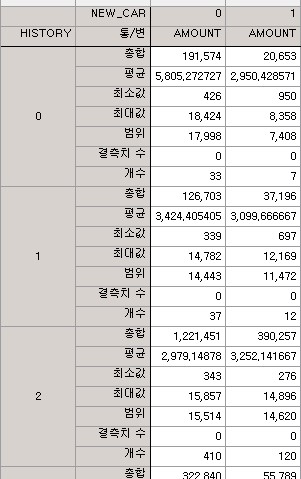 NEW_CAR 0 1
HISTORY 통/변 AMOUNT AMOUNT
총합 191,574 20,653
평균 5,805,272727 2,950,428571
최소값 426 950
최대값 18,424 8,358
범위 17,998 7,408
결측치 수 0 0
0 개수 33 7
총합 126,703 37,196
평균 3,424,405405 3,099,666667
최소값 339 697
최대값 14,782 12,169
범위 14,443 11,472
결측치 수 0 0
1 개수 37 12
총합 1,221,451 390,257
평균 2,979,14878 3,252,141667
최소값 343 276
최대값 15,857 14,896
범위 15,514 14,620
결측치 수 0 0
2 개수 410 120
총합 322,840 55,789